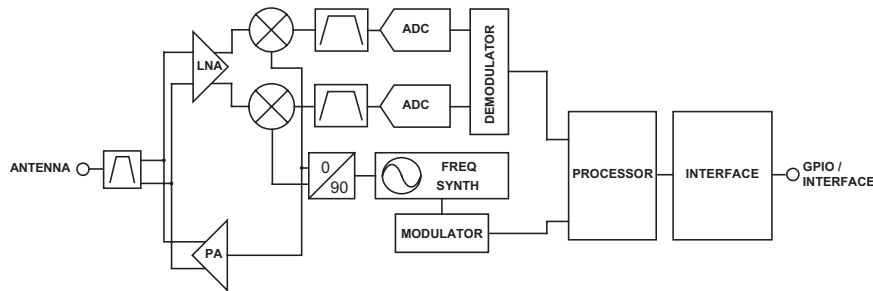 ADC
LNA
DEMODULATOR
ADC
ANTENNA
0
90
FREQ
SYNTH
PROCESSOR
INTERFACE
GPIO /
INTERFACE
MODULATOR
PA